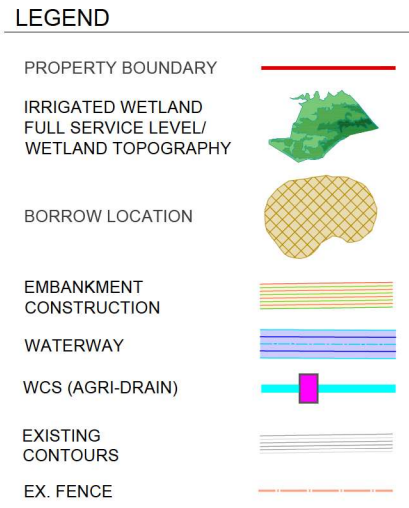 LEGEND
PROPERTY BOUNDARY
IRRIGATED WETLAND
FULL SERVICE LEVEL/
WETLAND TOPOGRAPHY
BORROW LOCATION
EMBANKMENT
CONSTRUCTION
WATERWAY
WCS (AGRI-DRAIN)
EXISTING
CONTOURS
EX. FENCE